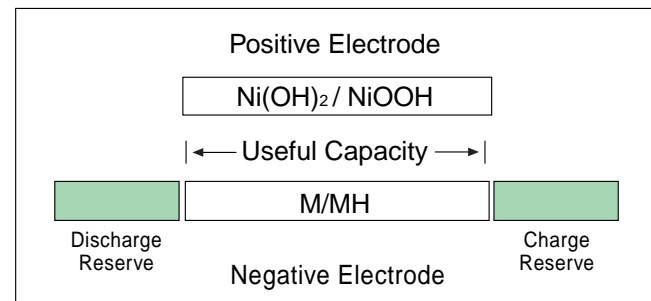 Positive Electrode
Ni(OH)₂ / NiOOH
Useful Capacity
M/MH
Discharge
Reserve
Charge
Reserve
Negative Electrode